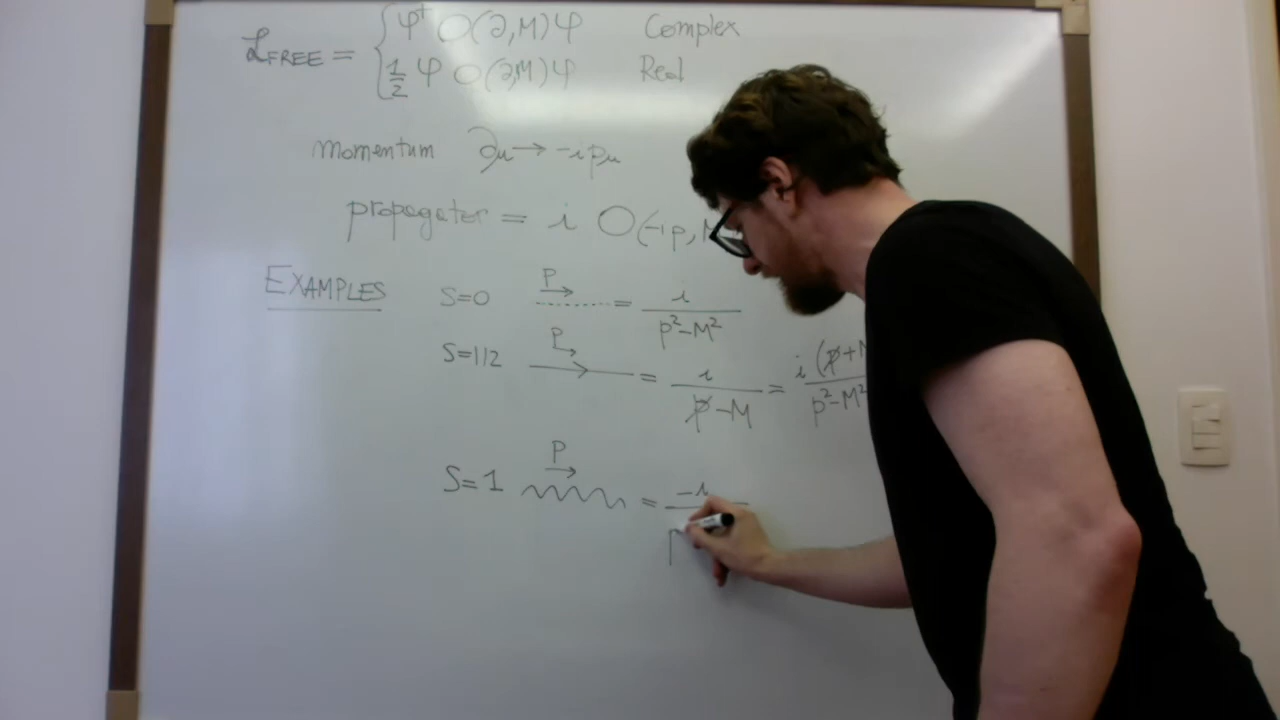 ℒ_FREE = { φ† O(∂,M) φ Complex
½ φ O(∂,M) φ Real
momentum ∂μ → -i pμ
propagator = i O(-ip,
EXAMPLES S=0 P → = i / (p²-M²)
S=1/2 P → = i / (p̸ - M) = i (p̸ + M / p²-M²
S=1 P → = -i / p